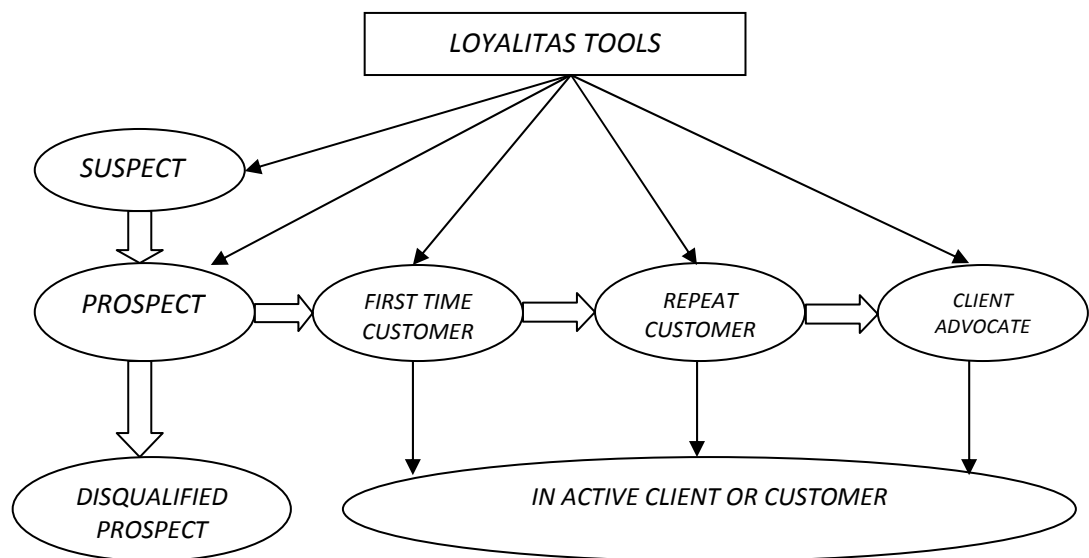 LOYALITAS TOOLS
SUSPECT
PROSPECT
FIRST TIME
CUSTOMER
REPEAT
CUSTOMER
CLIENT
ADVOCATE
DISQUALIFIED
PROSPECT
IN ACTIVE CLIENT OR CUSTOMER